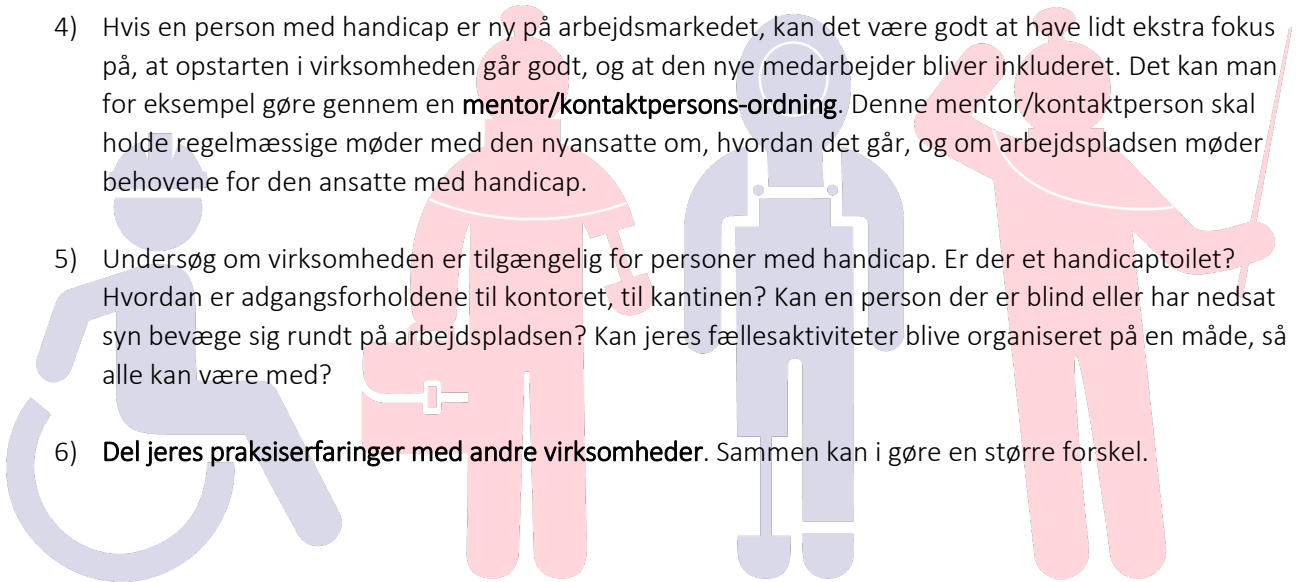 4) Hvis en person med handicap er ny på arbejdsmarkedet, kan det være godt at have lidt ekstra fokus
på, at opstarten i virksomheden går godt, og at den nye medarbejder bliver inkluderet. Det kan man
for eksempel gøre gennem en mentor/kontaktpersons-ordning. Denne mentor/kontaktperson skal
holde regelmæssige møder med den nyansatte om, hvordan det går, og om arbejdspladsen møder
behovene for den ansatte med handicap.
5) Undersøg om virksomheden er tilgængelig for personer med handicap. Er der et handicaptoilet?
Hvordan er adgangsforholdene til kontoret, til kantinen? Kan en person der er blind eller har nedsat
syn bevæge sig rundt på arbejdspladsen? Kan jeres fællesaktiviteter blive organiseret på en måde, så
alle kan være med?
6) Del jeres praksiserfaringer med andre virksomheder. Sammen kan i gøre en større forskel.